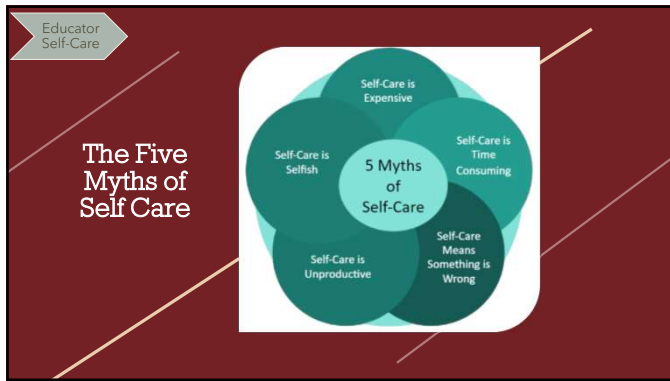 Educator
Self-Care
The Five
Myths of
Self Care
Self-Care is
Expensive
Self-Care is
Time
Consuming
Self-Care
Means
Something is
Wrong
Self-Care is
Unproductive
Self-Care is
Selfish
5 Myths
of
Self-Care